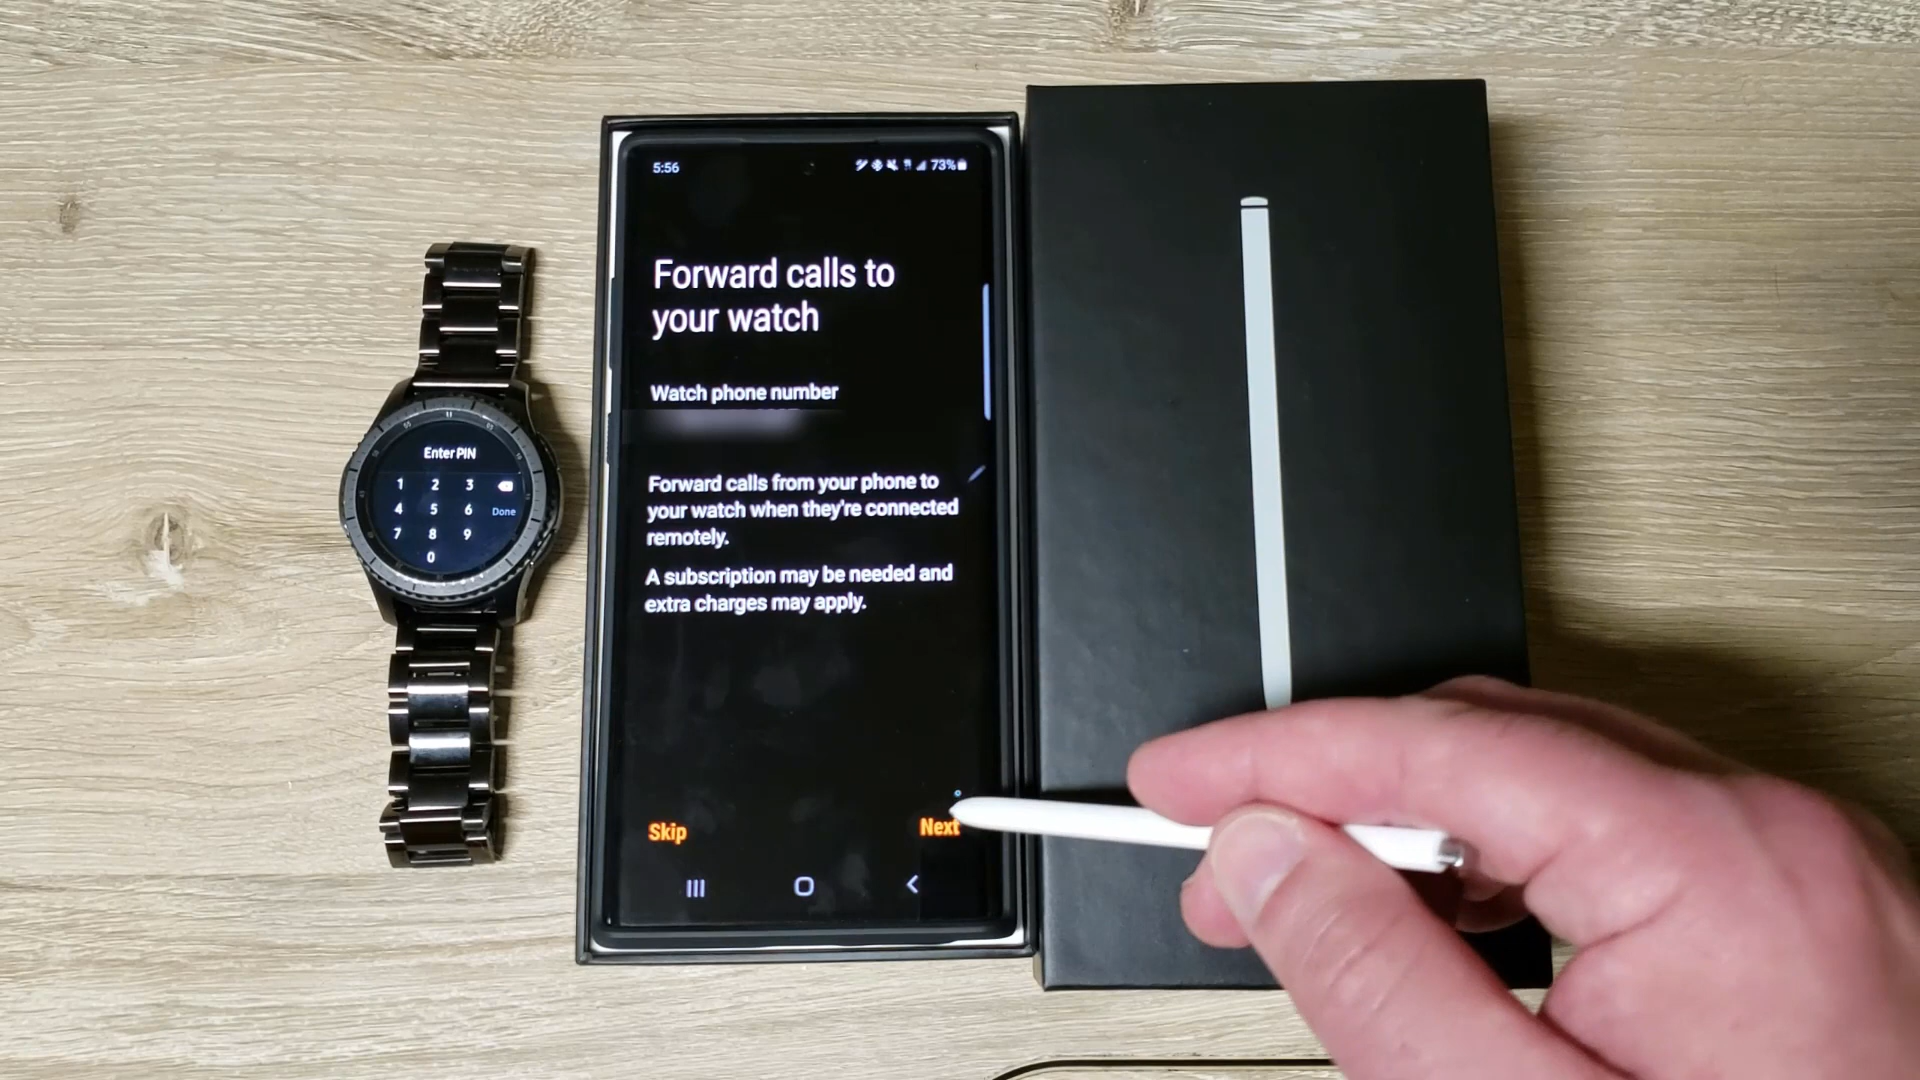 Enter PIN
1 2 3
4 5 6 Done
7 8 9
0
5:56 73%
Forward calls to
your watch
Watch phone number
Forward calls from your phone to
your watch when they're connected
remotely.
A subscription may be needed and
extra charges may apply.
Skip Next